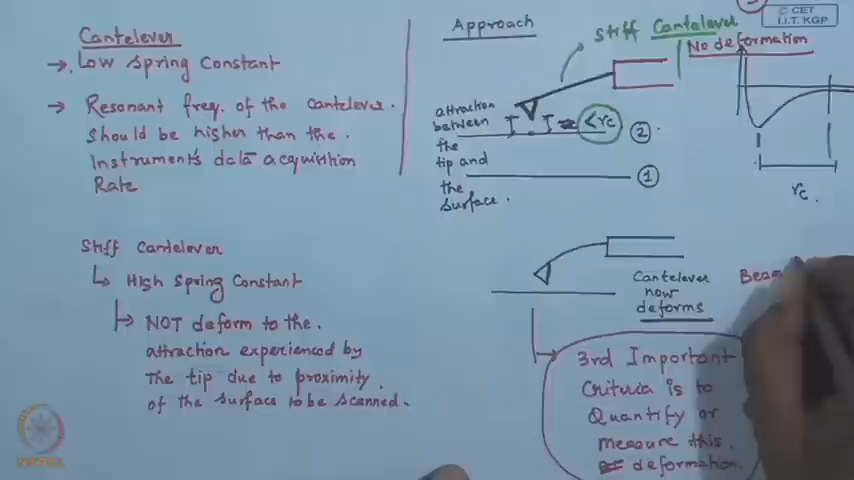 Cantelever
→ Low Spring Constant
→ Resonant freq. of the cantelever.
should be higher than the.
Instruments data acquisition
Rate
Stiff Cantelever
High Spring Constant
NOT deform to the.
attraction experienced by
the tip due to proximity.
of the surface to be scanned.
Approach
Stiff Cantelever
No deformation
attraction
between
the
tip and
the
surface.
< rc
2
1
rc.
Cantelever
now
deforms
3rd Important
Criteria is to
Quantify or
measure this.
deformation.
© CET
I.I.T. KGP
NPTEL